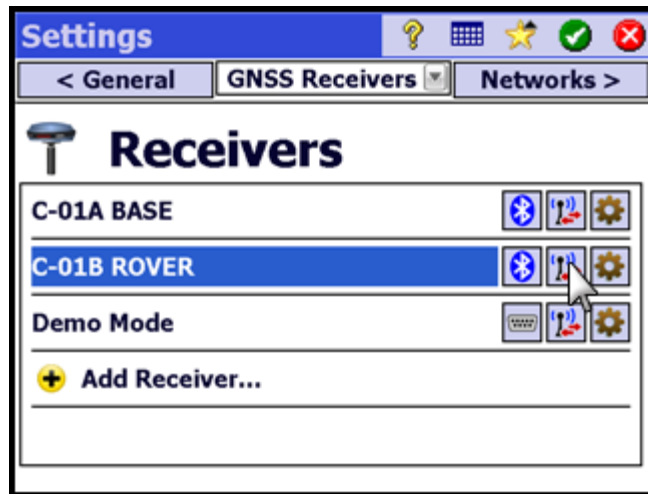 Settings
< General GNSS Receivers Networks >
Receivers
C-01A BASE
C-01B ROVER
Demo Mode
Add Receiver...